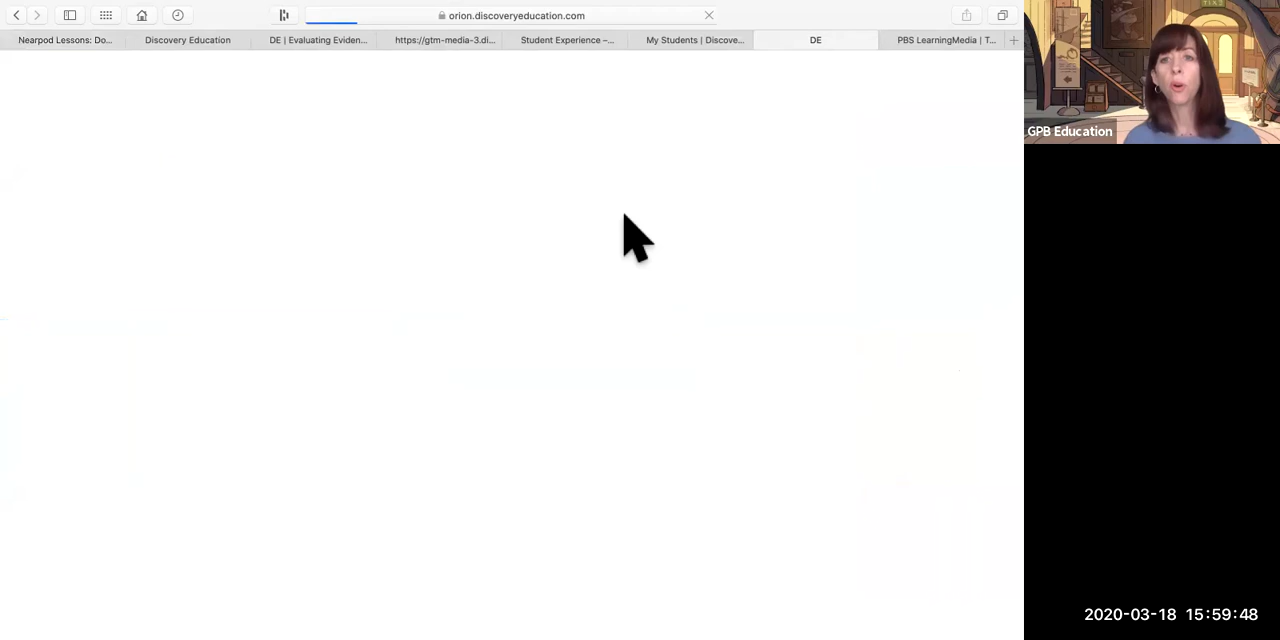 orion.discoveryeducation.com
Nearpod Lessons: Do...
Discovery Education
DE | Evaluating Eviden...
https://gtm-media-3.di...
Student Experience –...
My Students | Discove...
DE
PBS LearningMedia | T...
GPB Education
2020-03-18 15:59:48